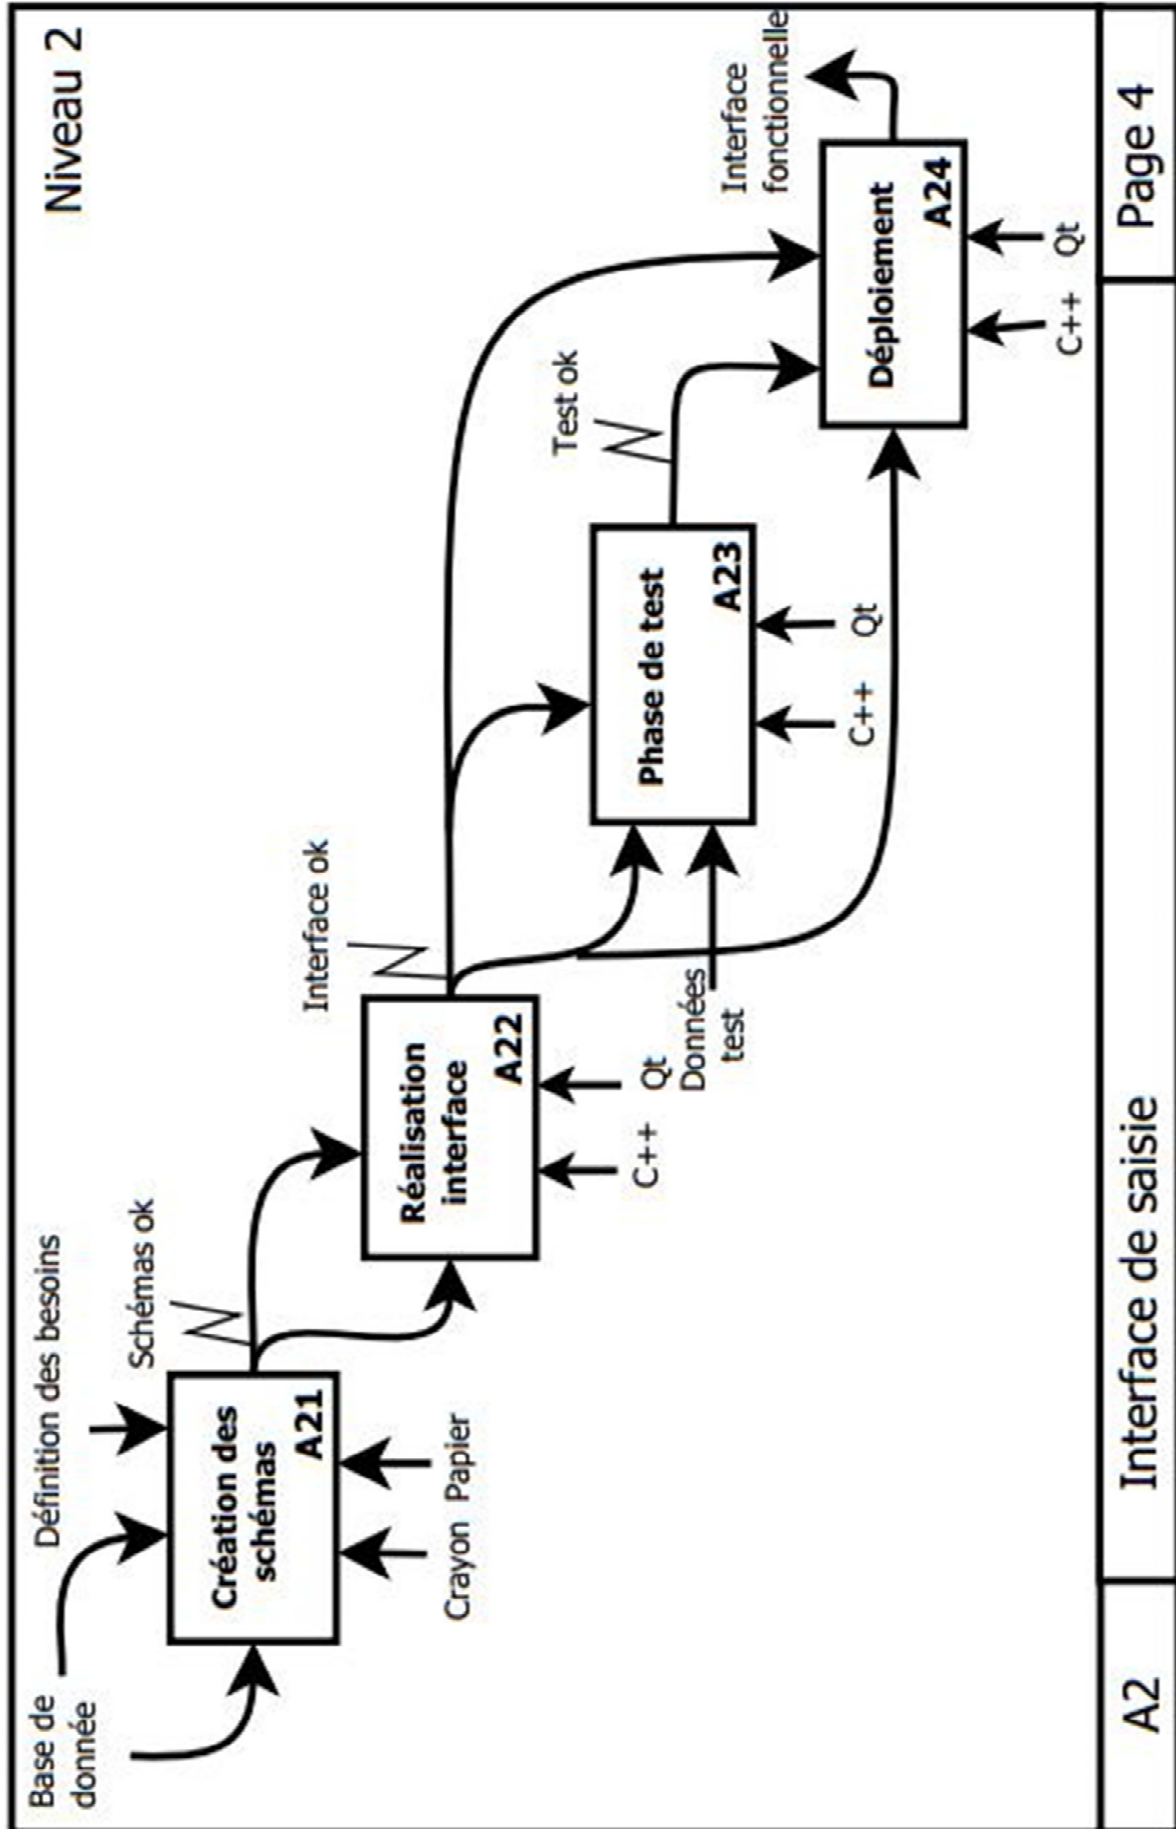 Niveau 2
Base de
donnée
Définition des besoins
Schémas ok
Création des
schémas
A21
Crayon Papier
Interface ok
Réalisation
interface
A22
C++ Qt
Données
test
Test ok
Phase de test
A23
C++ Qt
Interface
fonctionnelle
Déploiement
A24
C++ Qt
A2
Interface de saisie
Page 4